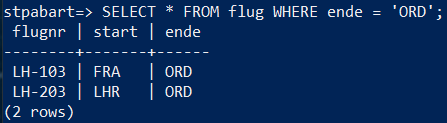 stpabart=> SELECT * FROM flug WHERE ende = 'ORD';
 flugnr | start | ende
--------+-------+------
 LH-103 | FRA   | ORD
 LH-203 | LHR   | ORD
(2 rows)